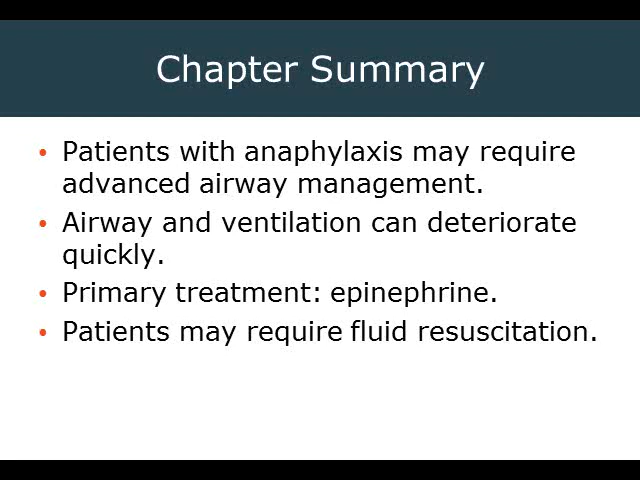 Chapter Summary
• Patients with anaphylaxis may require
advanced airway management.
• Airway and ventilation can deteriorate
quickly.
• Primary treatment: epinephrine.
• Patients may require fluid resuscitation.